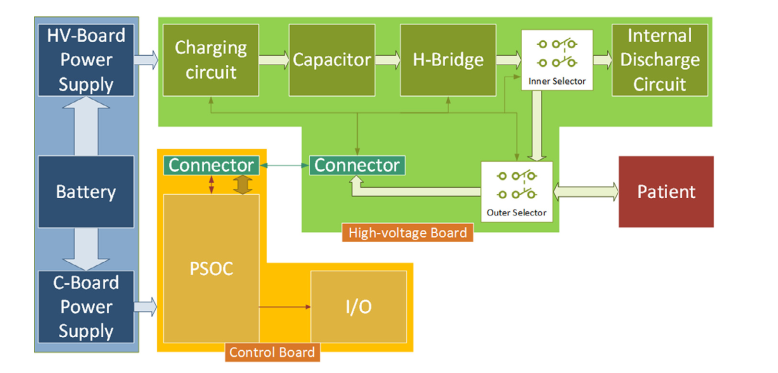 HV-Board
Power
Supply
Charging
circuit
Capacitor
H-Bridge
Inner Selector
Internal
Discharge
Circuit
Battery
Connector
Connector
Outer Selector
Patient
High-voltage Board
C-Board
Power
Supply
PSOC
I/O
Control Board